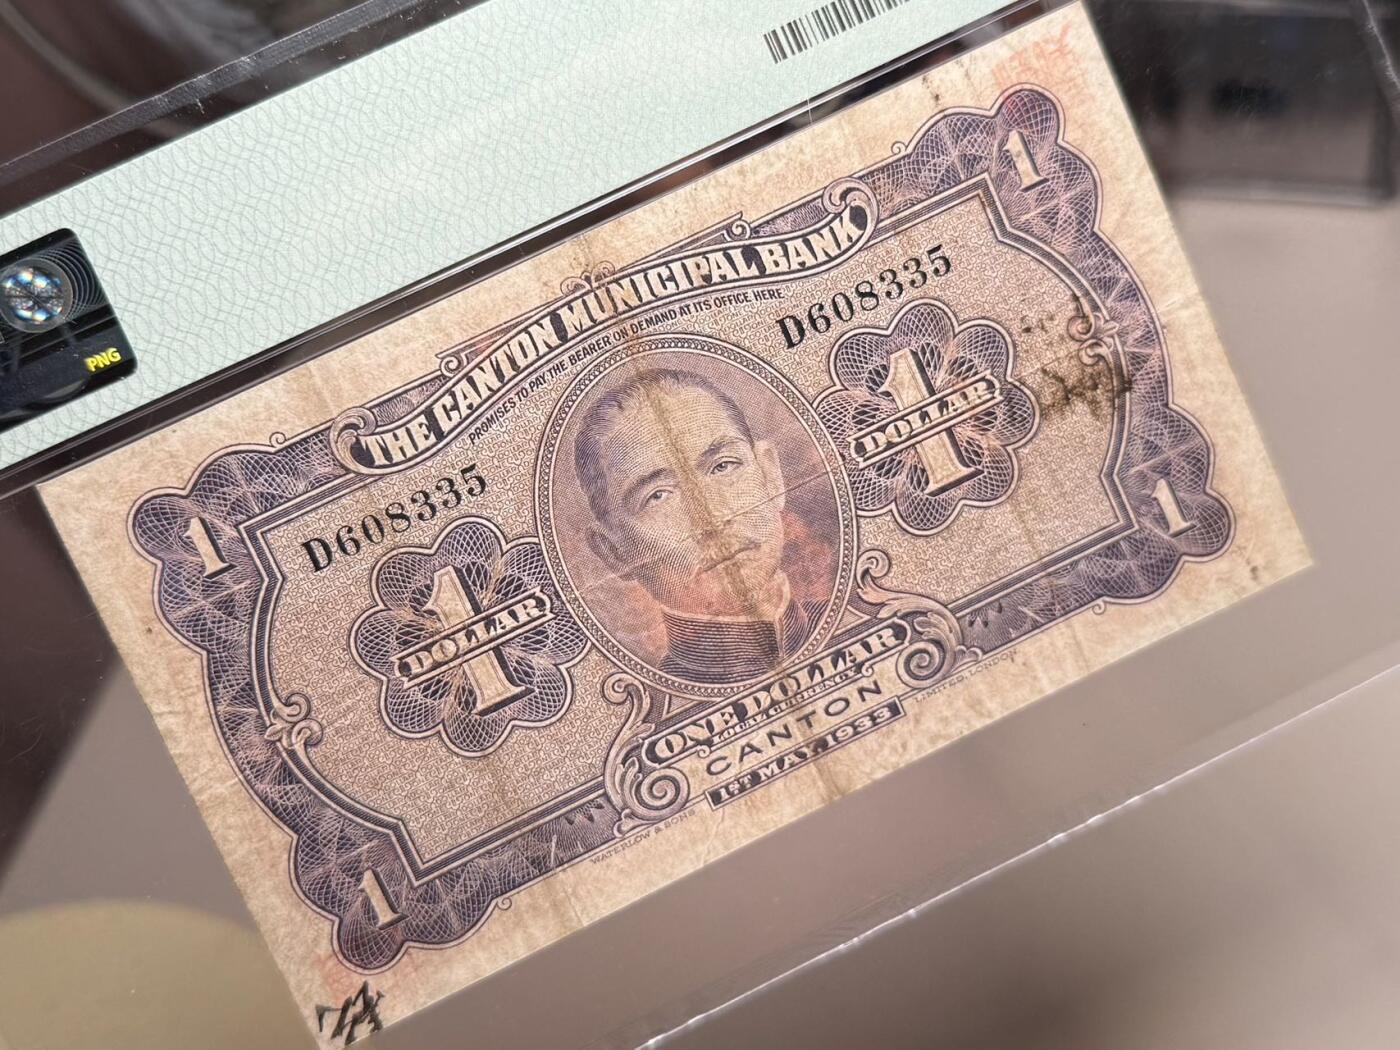 PNG
THE CANTON MUNICIPAL BANK
PROMISES TO PAY THE BEARER ON DEMAND AT ITS OFFICE HERE
D608335
D608335
1
1
1 DOLLAR
1 DOLLAR
1
1
ONE DOLLAR
LOCAL CURRENCY
CANTON
1ST MAY 1933
WATERLOW & SONS LIMITED, LONDON